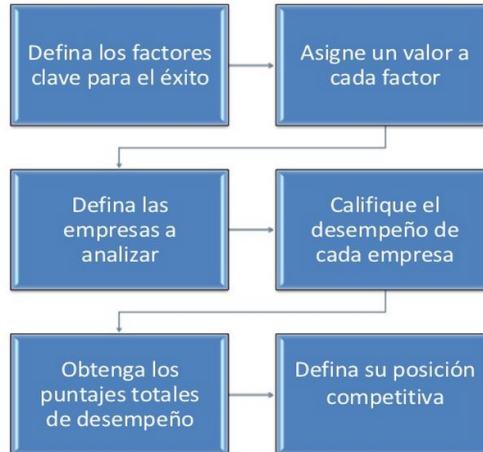 Defina los factores
clave para el éxito
Asigne un valor a
cada factor
Defina las
empresas a
analizar
Califique el
desempeño de
cada empresa
Obtenga los
puntajes totales
de desempeño
Defina su posición
competitiva